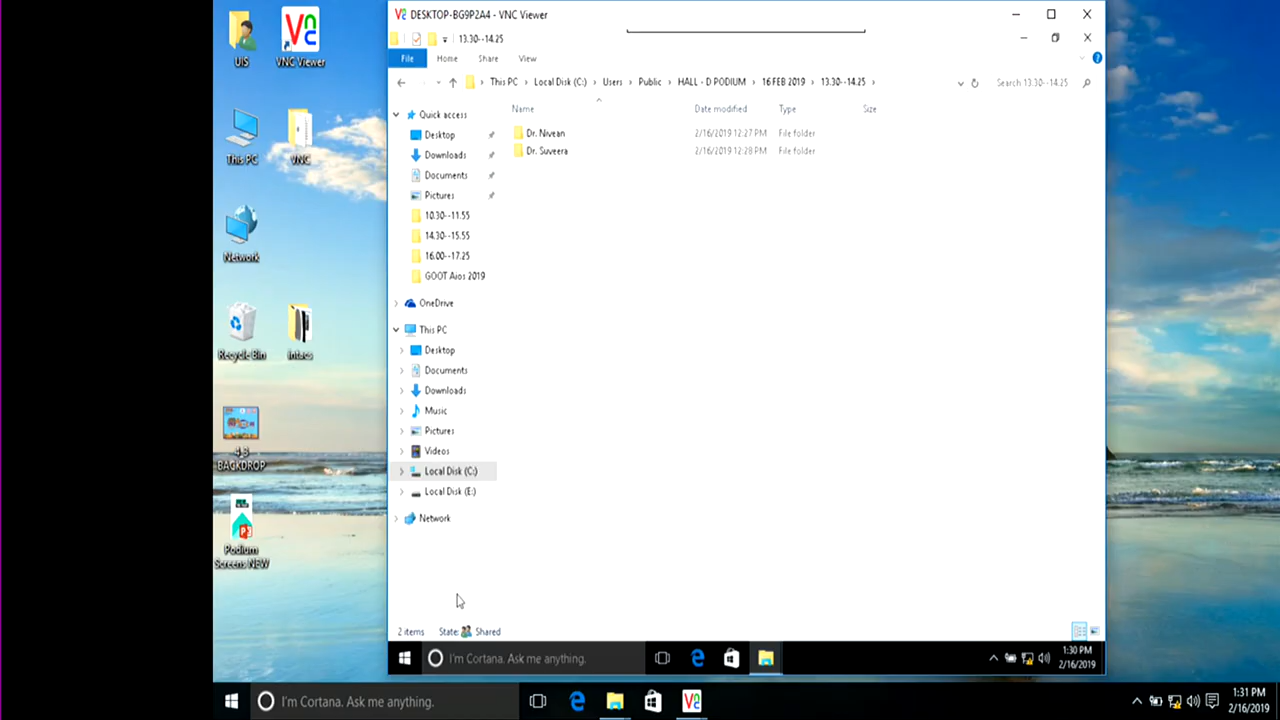 UIS
VNC Viewer
This PC
VNC
Network
Recycle Bin
intacs
4_3
BACKDROP
Podium
Screens NEW
DESKTOP-BG9P2A4 - VNC Viewer
13.30--14.25
File Home Share View
This PC Local Disk (C:) Users Public HALL - D PODIUM 16 FEB 2019 13.30--14.25
Search 13.30--14.25
Name Date modified Type Size
Dr. Nivean 2/16/2019 12:27 PM File folder
Dr. Suveera 2/16/2019 12:28 PM File folder
Quick access
Desktop
Downloads
Documents
Pictures
10.30--11.55
14.30--15.55
16.00--17.25
GOOT Aios 2019
OneDrive
This PC
Desktop
Documents
Downloads
Music
Pictures
Videos
Local Disk (C:)
Local Disk (E:)
Network
2 items State: Shared
I'm Cortana. Ask me anything.
1:30 PM
2/16/2019
I'm Cortana. Ask me anything.
1:31 PM
2/16/2019